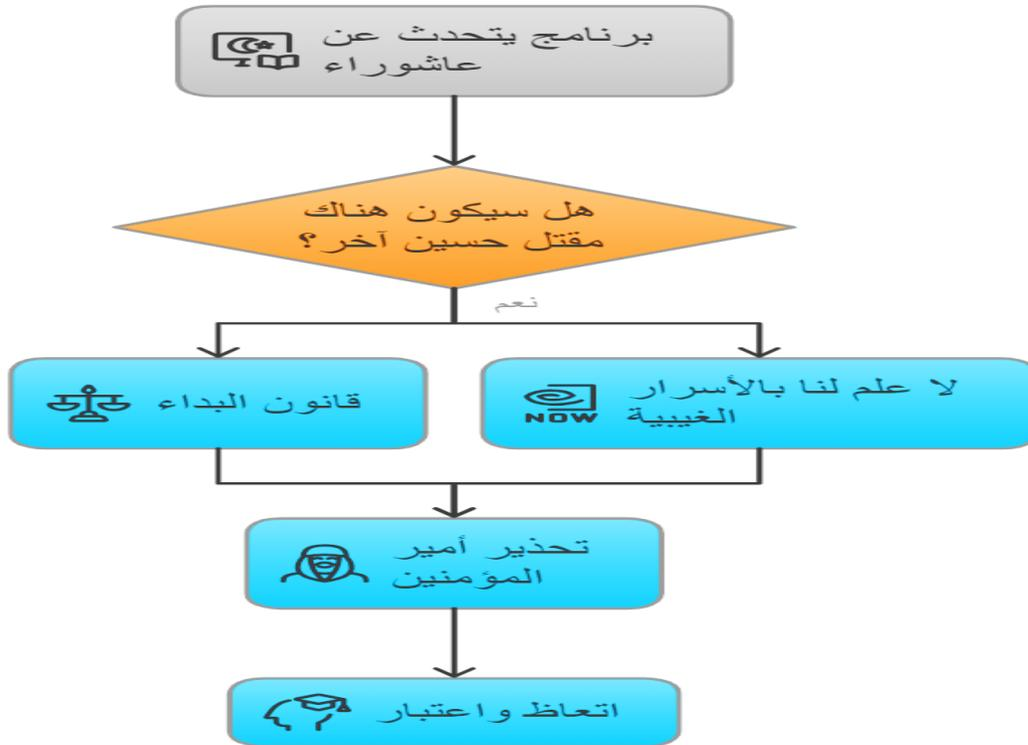 برنامج يتحدث عن
عاشوراء
هل سيكون هناك
مقتل حسين آخر؟
نعم
لا علم لنا بالأسرار
الغيبية
NOW
قانون البداء
تحذير أمير
المؤمنين
اتعاظ واعتبار